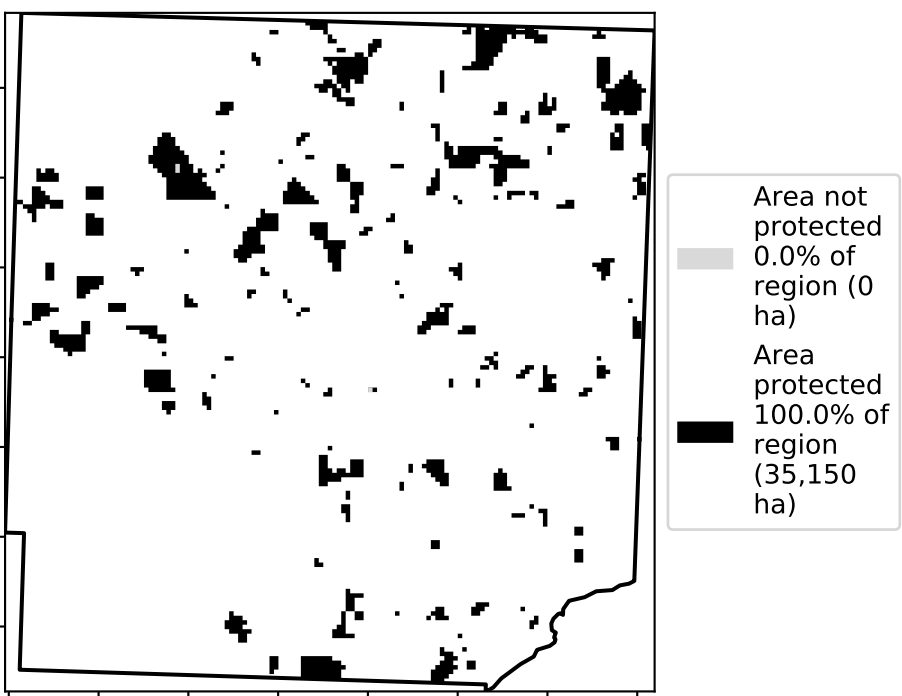 Area not
protected
0.0% of
region (0
ha)
Area
protected
100.0% of
region
(35,150
ha)